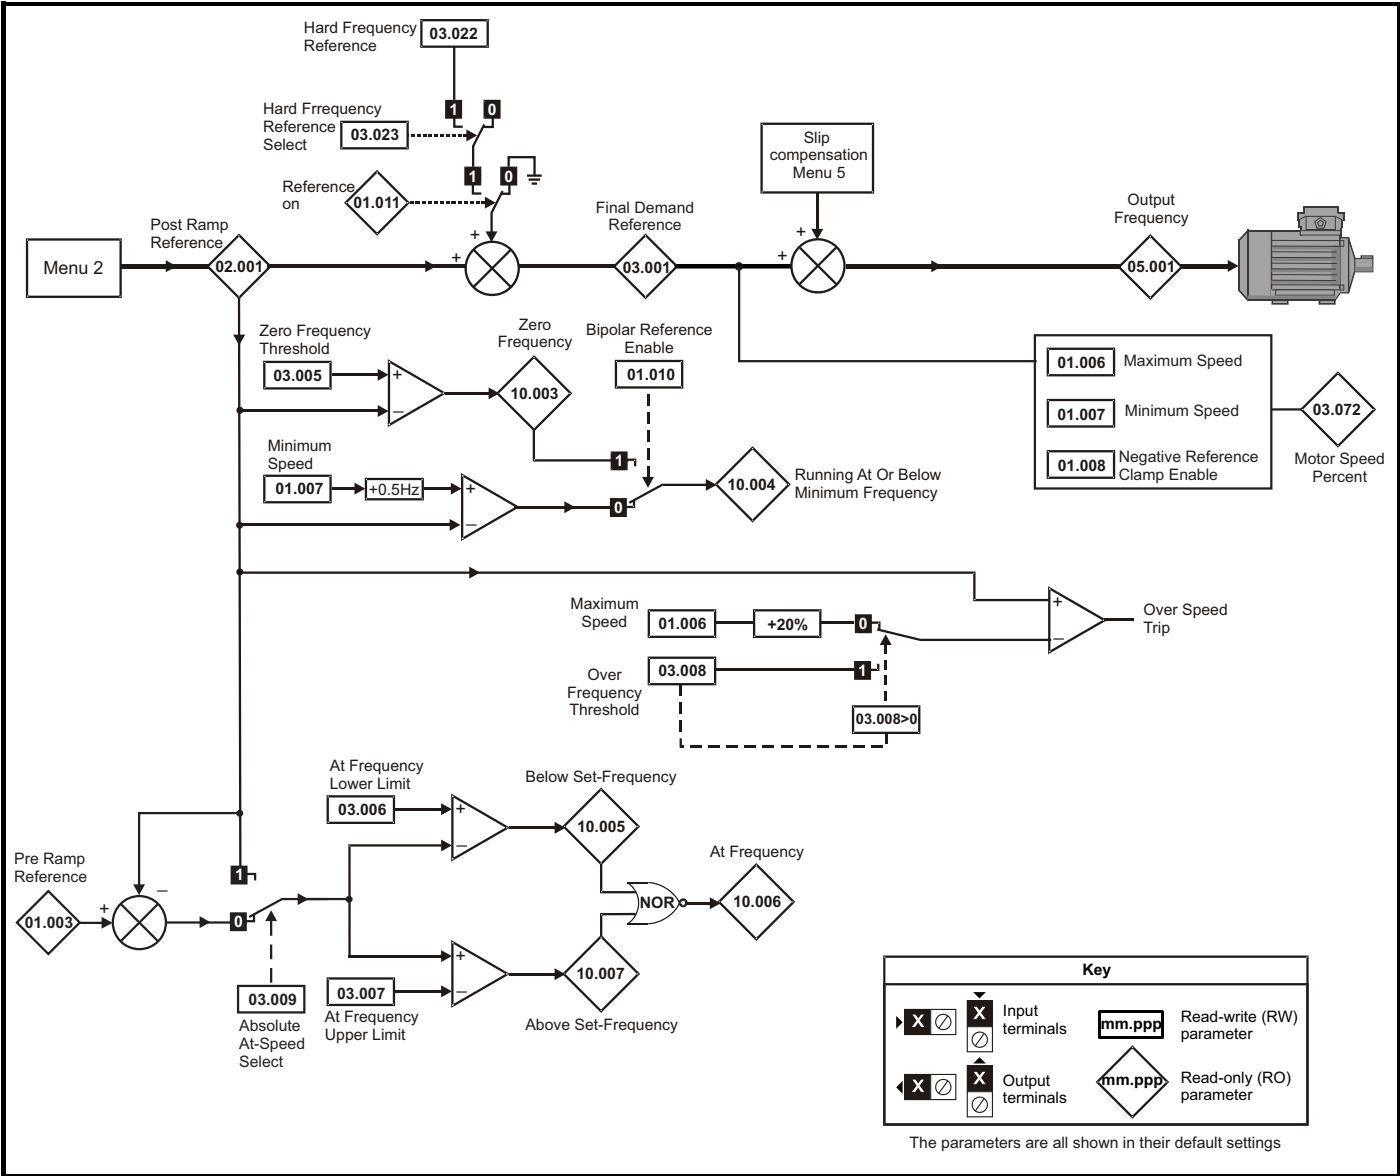 Hard Frequency
Reference
03.022
1 0
Hard Frrequency
Reference
Select
03.023
1 0
Reference
on
01.011
Slip
compensation
Menu 5
Post Ramp
Reference
Final Demand
Reference
Output
Frequency
Menu 2
02.001
+
+
03.001
+
+
05.001
Zero Frequency
Threshold
03.005
+
–
Zero
Frequency
10.003
Bipolar Reference
Enable
01.010
01.006 Maximum Speed
01.007 Minimum Speed
01.008 Negative Reference
Clamp Enable
03.072
Motor Speed
Percent
Minimum
Speed
01.007
+0.5Hz
+
–
1
0
10.004
Running At Or Below
Minimum Frequency
Maximum
Speed
01.006
+20%
0
Over
Frequency
Threshold
03.008
1
03.008>0
+
–
Over Speed
Trip
At Frequency
Lower Limit
03.006
+
–
Below Set-Frequency
10.005
Pre Ramp
Reference
01.003
+
–
1
0
03.009
Absolute
At-Speed
Select
03.007
At Frequency
Upper Limit
+
–
10.007
Above Set-Frequency
NOR
At Frequency
10.006
Key
X
X
Input
terminals
mm.ppp
Read-write (RW)
parameter
X
X
Output
terminals
mm.ppp
Read-only (RO)
parameter
The parameters are all shown in their default settings